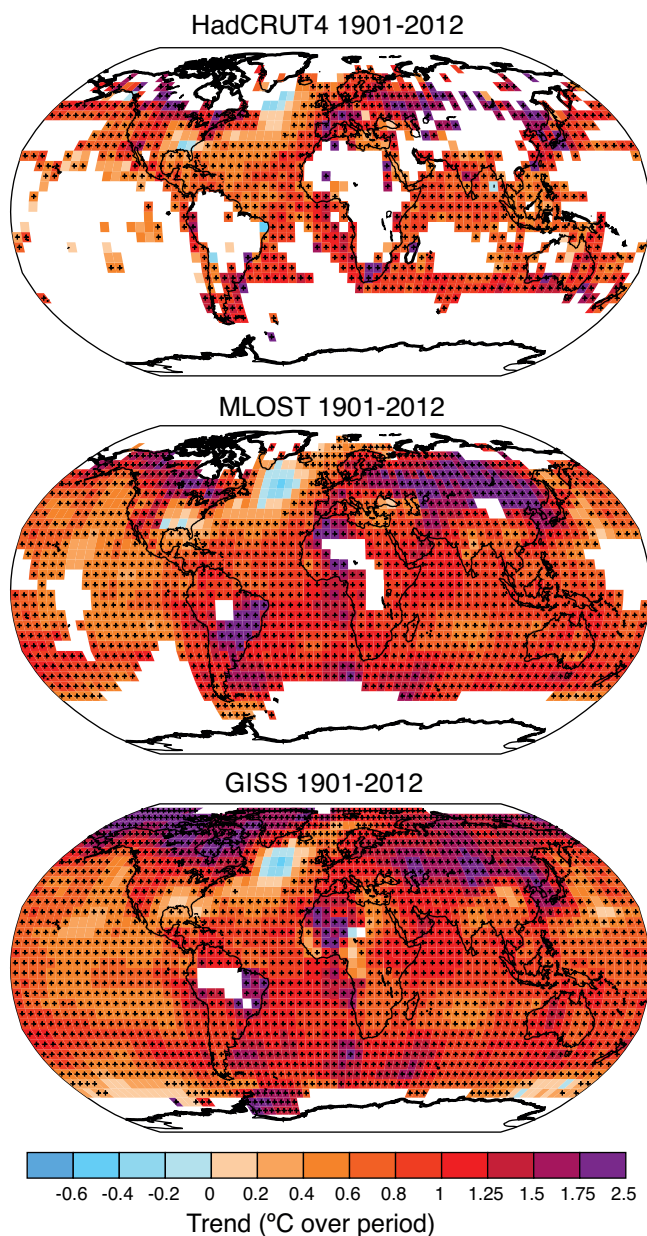 HadCRUT4 1901-2012
MLOST 1901-2012
GISS 1901-2012
-0.6 -0.4 -0.2 0 0.2 0.4 0.6 0.8 1 1.25 1.5 1.75 2.5
Trend (ºC over period)